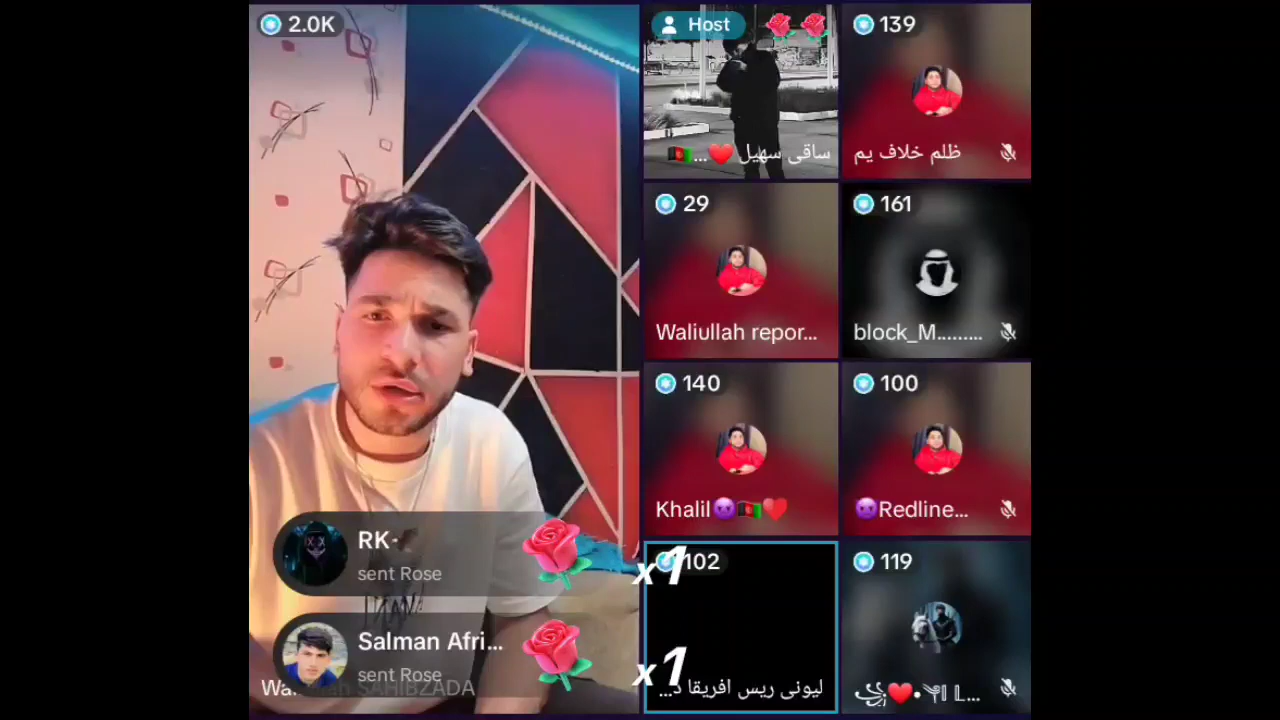 2.0K
RK-
sent Rose
x1
Salman Afri...
sent Rose
x1
SAHIBZADA
Host
ساقی سهیل ❤️...🇦🇫
139
ظلم خلاف یم
29
Waliullah repor...
161
block_M.........
140
Khalil😈🇦🇫♥️
100
😈Redline...
102
لیونی ریس افریقا د...
119